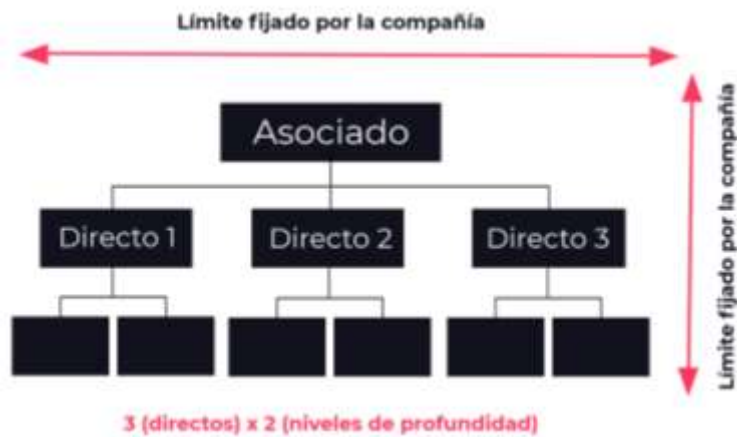 Límite fijado por la compañía
Límite fijado por la compañía
Asociado
Directo 1
Directo 2
Directo 3
3 (directos) x 2 (niveles de profundidad)